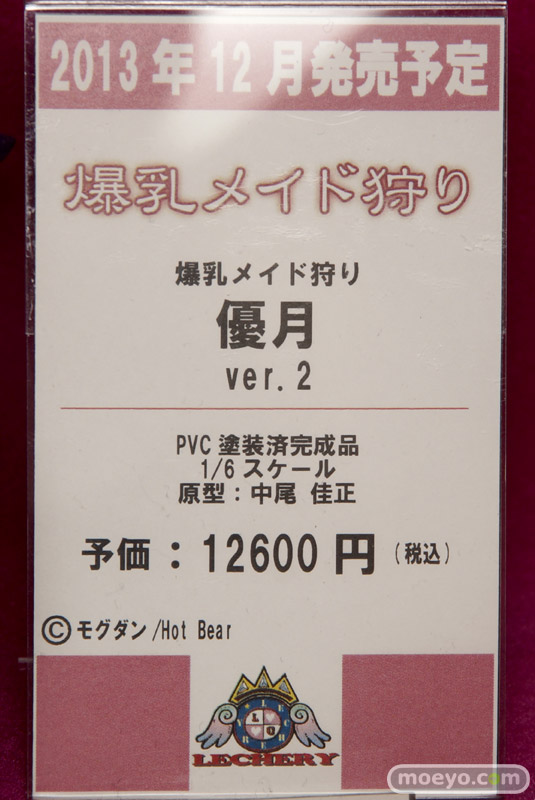 2013年12月発売予定
爆乳メイド狩り
爆乳メイド狩り
優月
ver.2
PVC塗装済完成品
1/6スケール
原型：中尾 佳正
予価：12600円(税込)
©モグダン/Hot Bear
LECHERY
moeyo.com